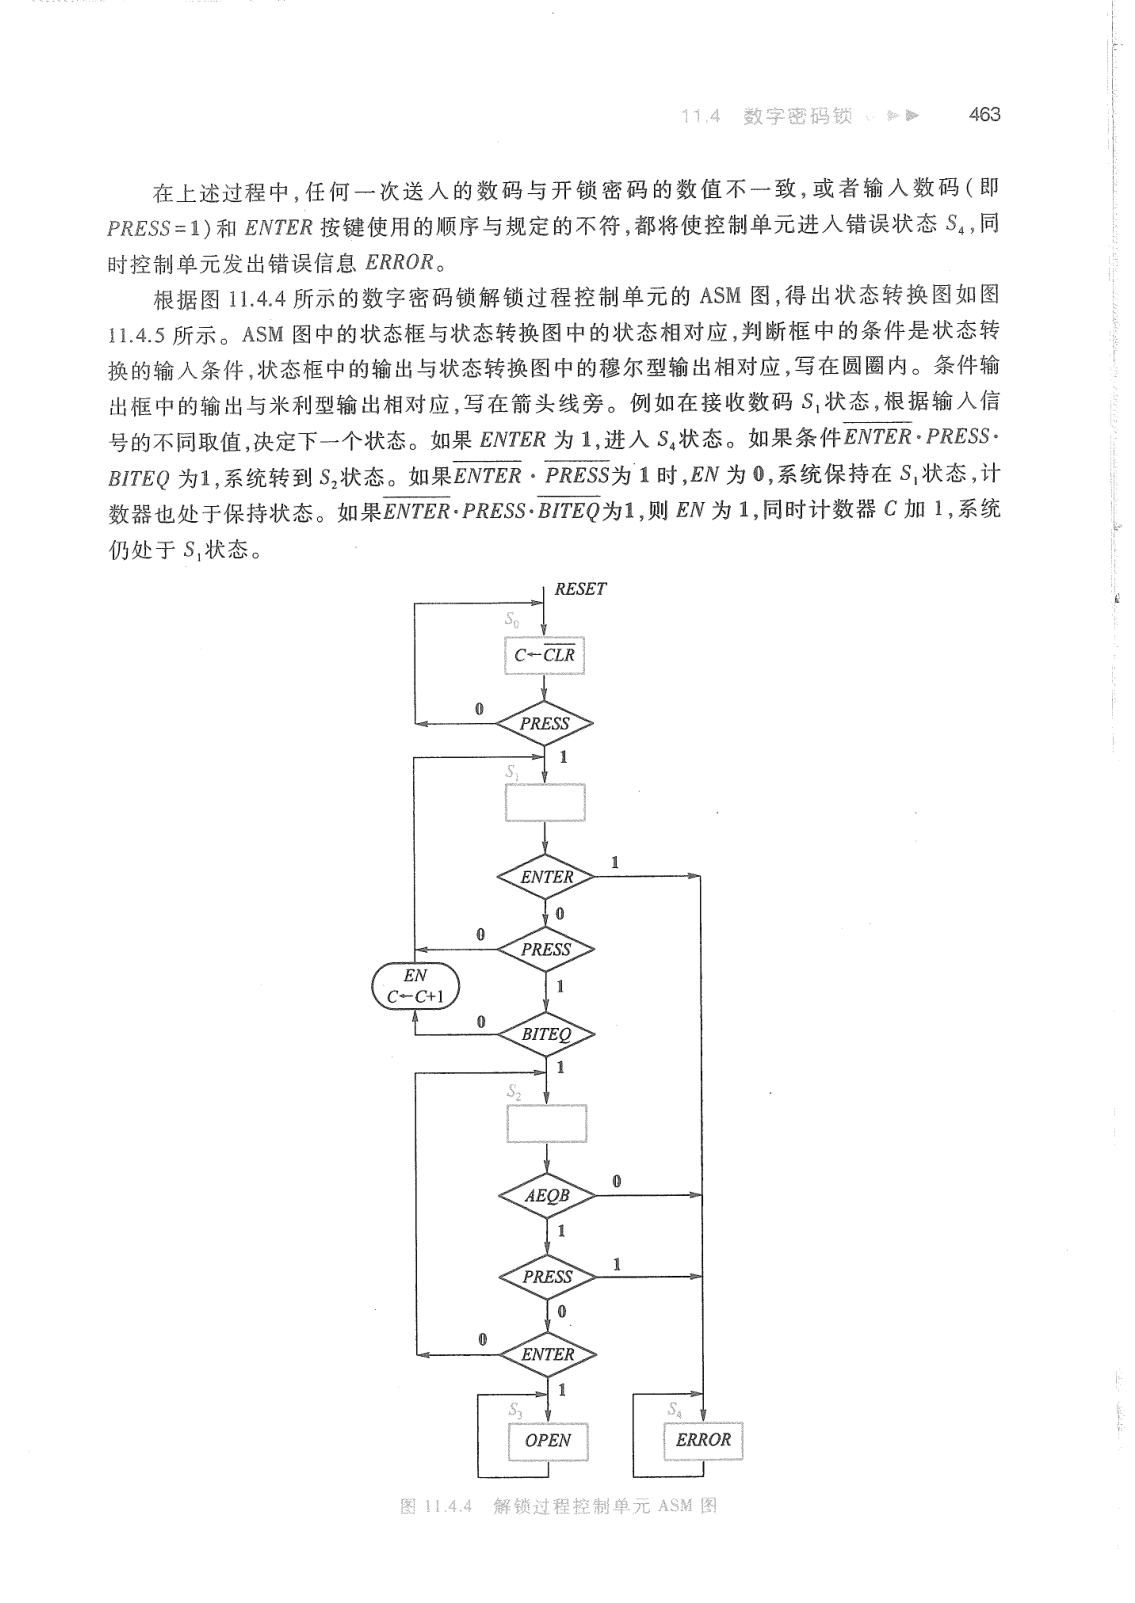 11.4 数字密码锁 463
在上述过程中,任何一次送入的数码与开锁密码的数值不一致,或者输入数码(即
PRESS=1)和 ENTER 按键使用的顺序与规定的不符,都将使控制单元进入错误状态 S₄,同
时控制单元发出错误信息 ERROR。
根据图 11.4.4 所示的数字密码锁解锁过程控制单元的 ASM 图,得出状态转换图如图
11.4.5 所示。ASM 图中的状态框与状态转换图中的状态相对应,判断框中的条件是状态转
换的输入条件,状态框中的输出与状态转换图中的穆尔型输出相对应,写在圆圈内。条件输
出框中的输出与米利型输出相对应,写在箭头线旁。例如在接收数码 S₁状态,根据输入信
号的不同取值,决定下一个状态。如果 ENTER 为 1,进入 S₄状态。如果条件E̅N̅T̅E̅R̅·PRESS·
BITEQ 为1,系统转到 S₂状态。如果E̅N̅T̅E̅R̅·P̅R̅E̅S̅S̅为 1 时,EN 为 0,系统保持在 S₁状态,计
数器也处于保持状态。如果E̅N̅T̅E̅R̅·PRESS·B̅I̅T̅E̅Q̅为1,则 EN 为 1,同时计数器 C 加 1,系统
仍处于 S₁状态。
RESET
S₀
C←C̅L̅R̅
0
PRESS
1
S₁
ENTER
1
0
0
PRESS
EN
C←C+1
1
0
BITEQ
1
S₂
AEQB
0
1
PRESS
1
0
0
ENTER
1
S₃
OPEN
S₄
ERROR
图 11.4.4 解锁过程控制单元 ASM 图